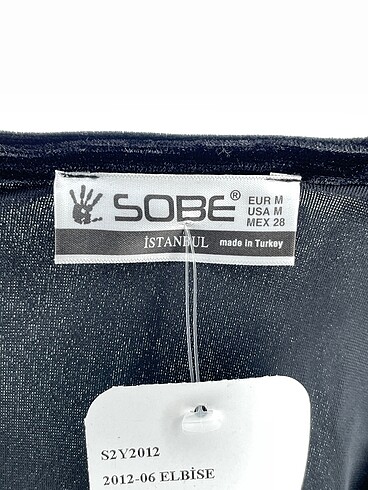 SOBE®
EUR M
USA M
MEX 28
İSTANBUL made in Turkey
S2Y2012
2012-06 ELBİSE